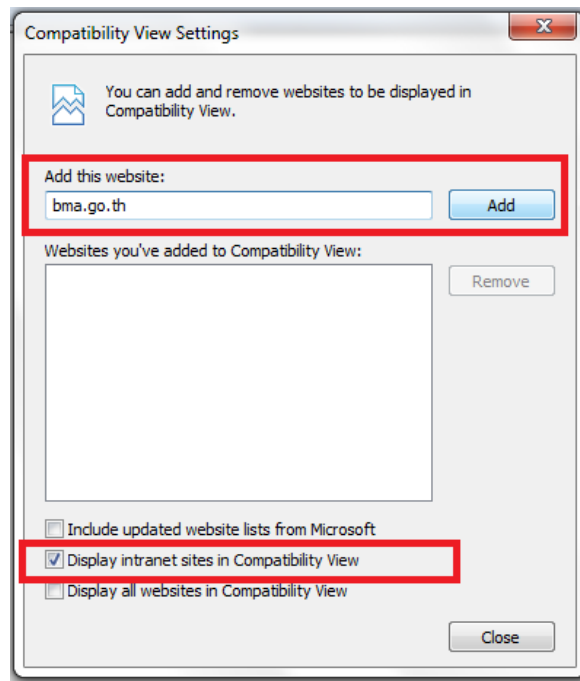 Compatibility View Settings
You can add and remove websites to be displayed in
Compatibility View.
Add this website:
bma.go.th
Add
Websites you've added to Compatibility View:
Remove
Include updated website lists from Microsoft
Display intranet sites in Compatibility View
Display all websites in Compatibility View
Close